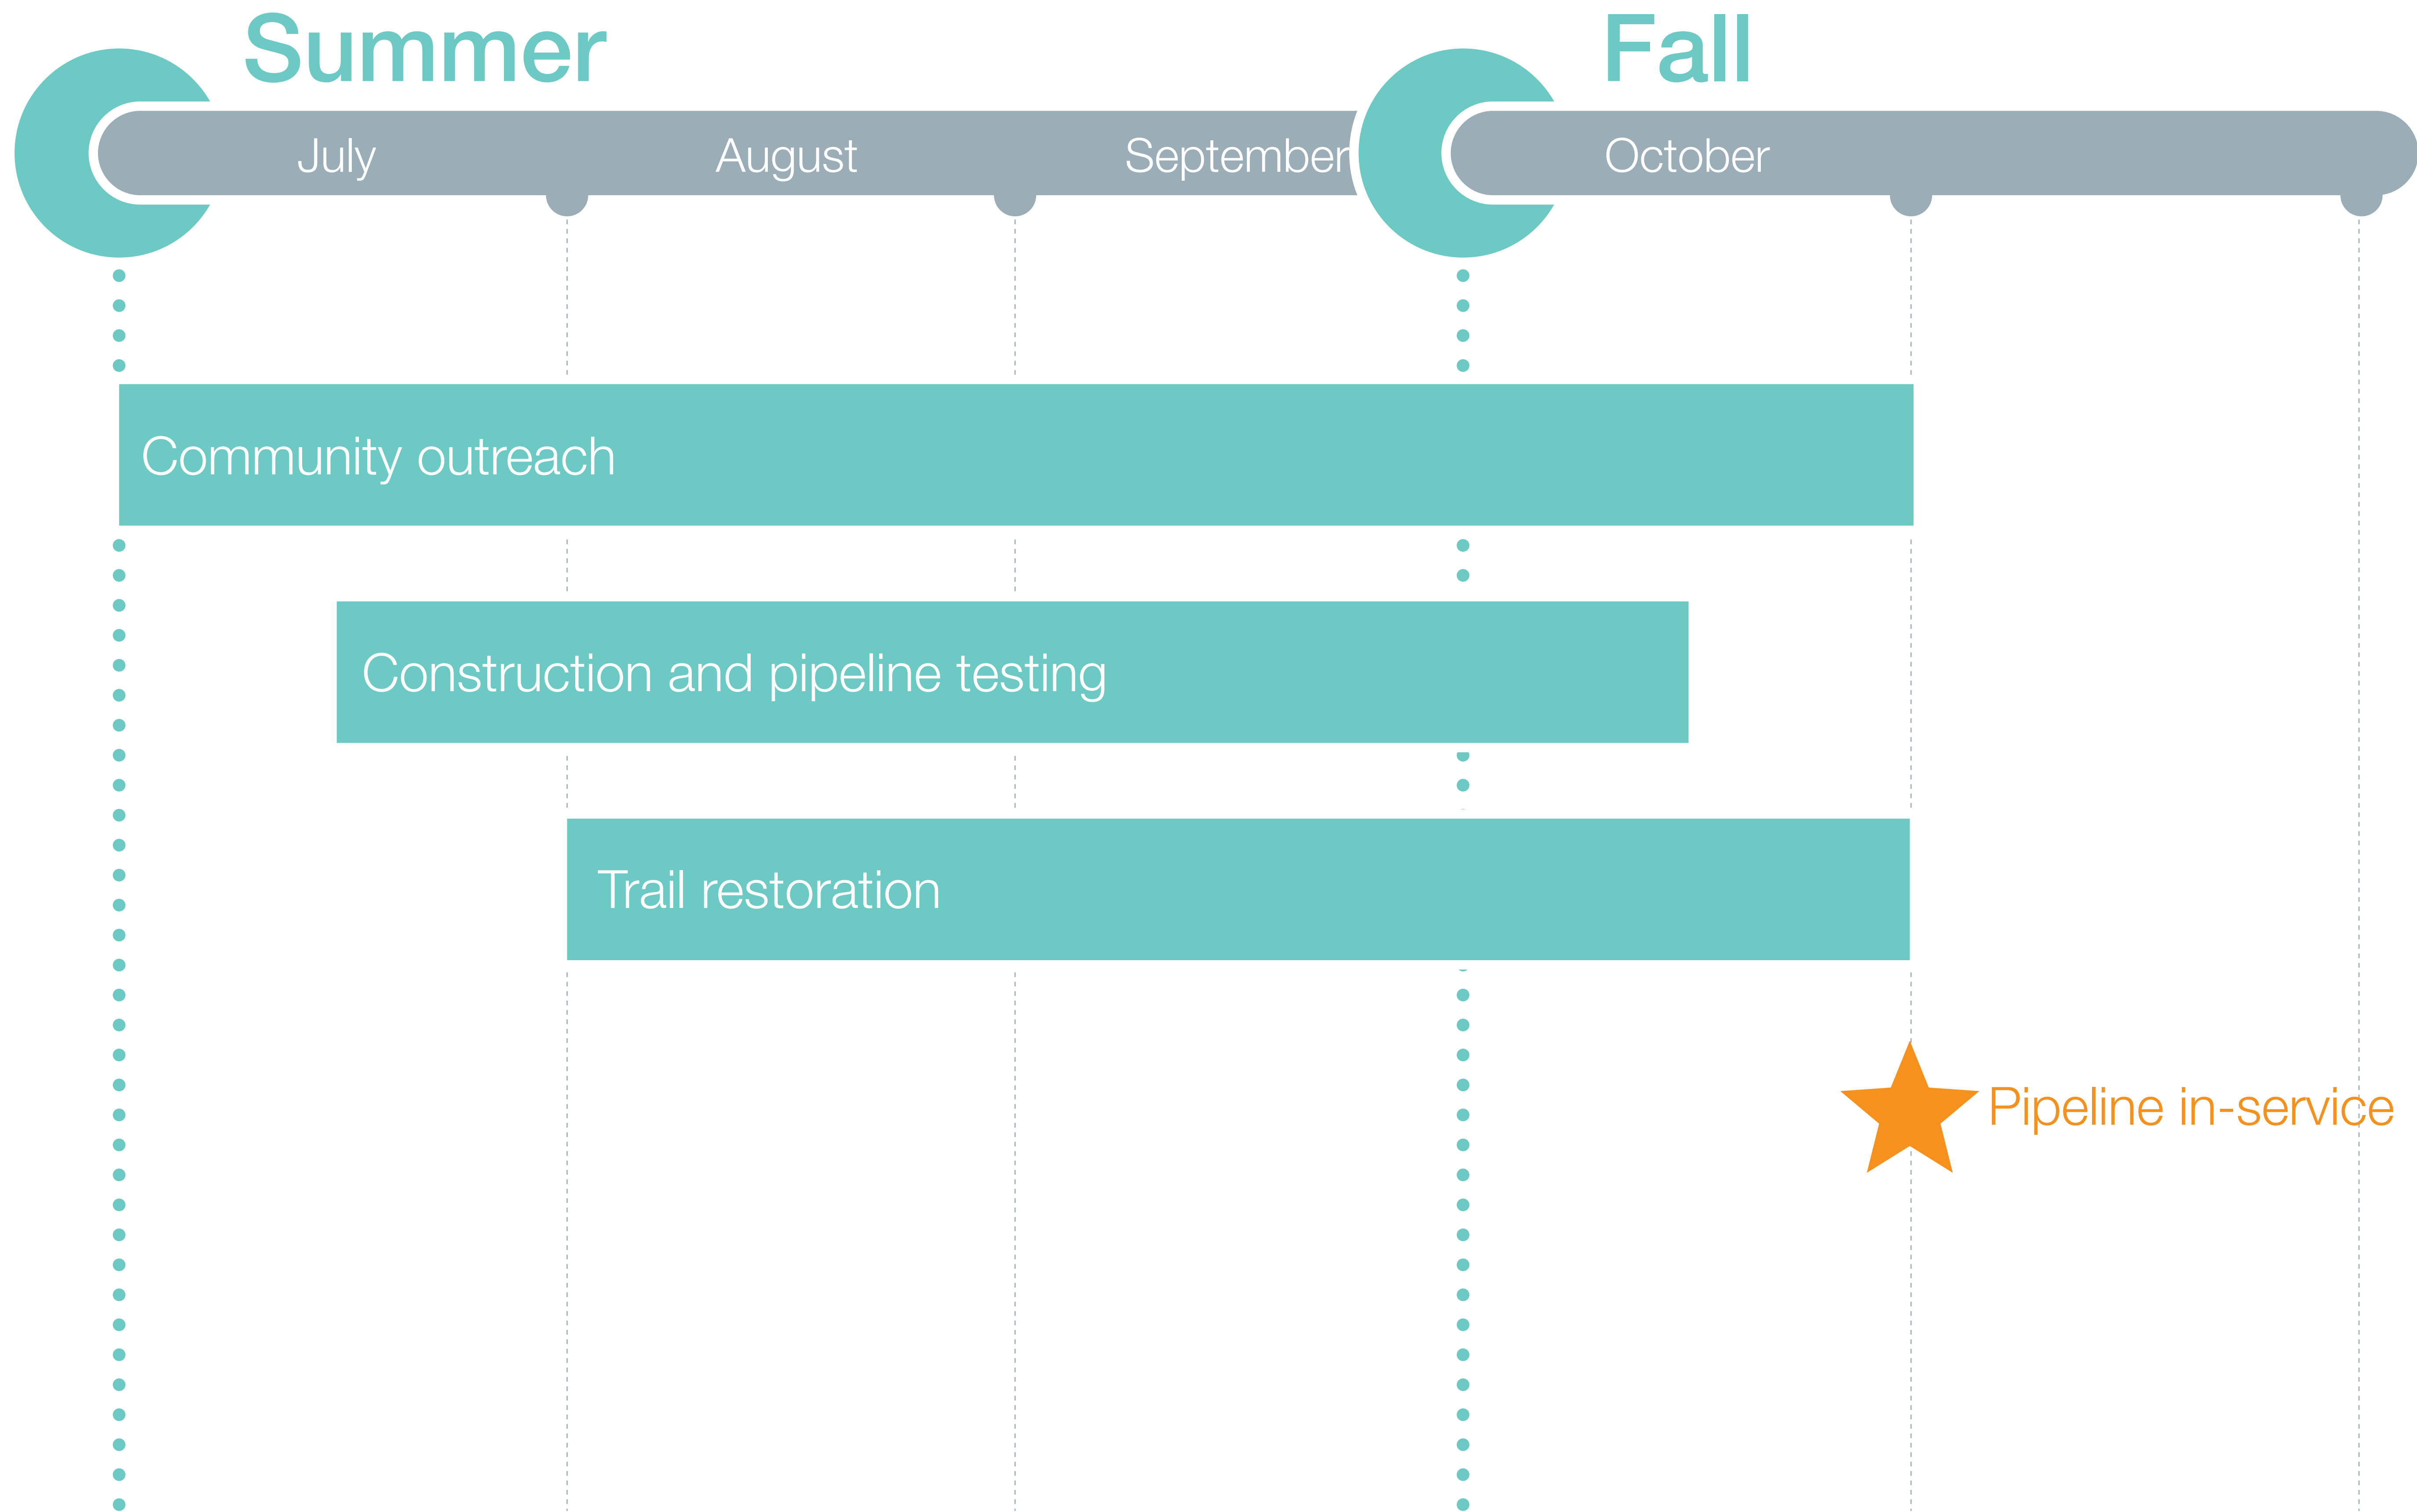 Summer
Fall
July
August
September
October
Community outreach
Construction and pipeline testing
Trail restoration
Pipeline in-service